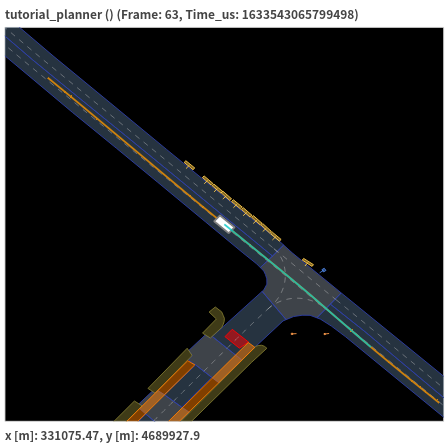 tutorial_planner () (Frame: 63, Time_us: 1633543065799498)
x [m]: 331075.47, y [m]: 4689927.9